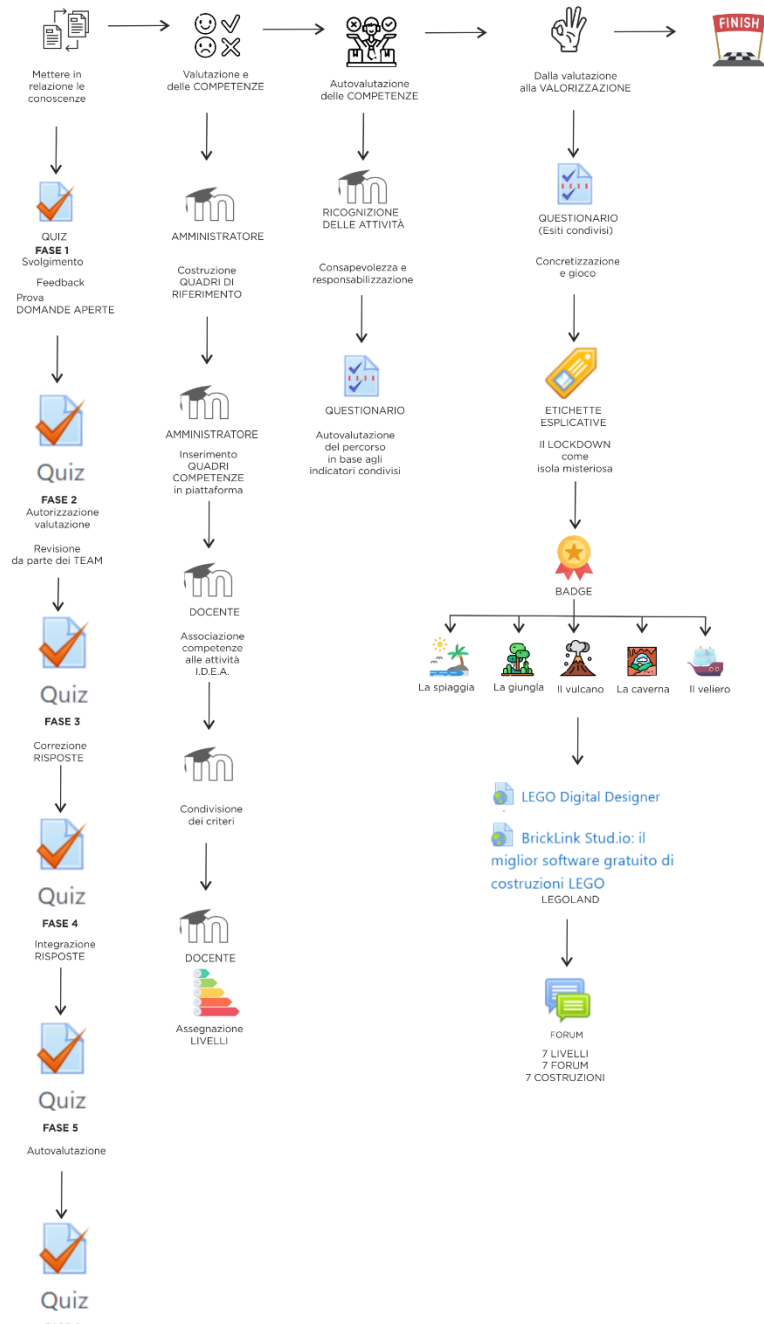 Mettere in
relazione le
conoscenze
Valutazione e
delle COMPETENZE
Autovalutazione
delle COMPETENZE
Dalla valutazione
alla VALORIZZAZIONE
FINISH
QUIZ
FASE 1
Svolgimento
Feedback
Prova
DOMANDE APERTE
Quiz
FASE 2
Autorizzazione
valutazione
Revisione
da parte dei TEAM
Quiz
FASE 3
Correzione
RISPOSTE
Quiz
FASE 4
Integrazione
RISPOSTE
Quiz
FASE 5
Autovalutazione
Quiz
m
AMMINISTRATORE
Costruzione
QUADRI DI
RIFERIMENTO
m
AMMINISTRATORE
Inserimento
QUADRI
COMPETENZE
in piattaforma
m
DOCENTE
Associazione
competenze
alle attività
I.D.E.A.
m
Condivisione
dei criteri
m
DOCENTE
Assegnazione
LIVELLI
m
RICOGNIZIONE
DELLE ATTIVITÀ
Consapevolezza e
responsabilizzazione
QUESTIONARIO
Autovalutazione
del percorso
in base agli
indicatori condivisi
QUESTIONARIO
(Esiti condivisi)
Concretizzazione
e gioco
ETICHETTE
ESPLICATIVE
Il LOCKDOWN
come
isola misteriosa
BADGE
La spiaggia
La giungla
Il vulcano
La caverna
Il veliero
LEGO Digital Designer
BrickLink Stud.io: il
miglior software gratuito di
costruzioni LEGO
LEGOLAND
FORUM
7 LIVELLI
7 FORUM
7 COSTRUZIONI